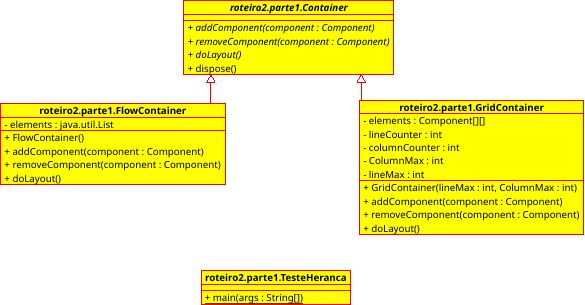 roteiro2.parte1.Container
+ addComponent(component : Component)
+ removeComponent(component : Component)
+ doLayout()
+ dispose()
roteiro2.parte1.FlowContainer
- elements : java.util.List
+ FlowContainer()
+ addComponent(component : Component)
+ removeComponent(component : Component)
+ doLayout()
roteiro2.parte1.GridContainer
- elements : Component[][]
- lineCounter : int
- columnCounter : int
- ColumnMax : int
- lineMax : int
+ GridContainer(lineMax : int, ColumnMax : int)
+ addComponent(component : Component)
+ removeComponent(component : Component)
+ doLayout()
roteiro2.parte1.TesteHeranca
+ main(args : String[])